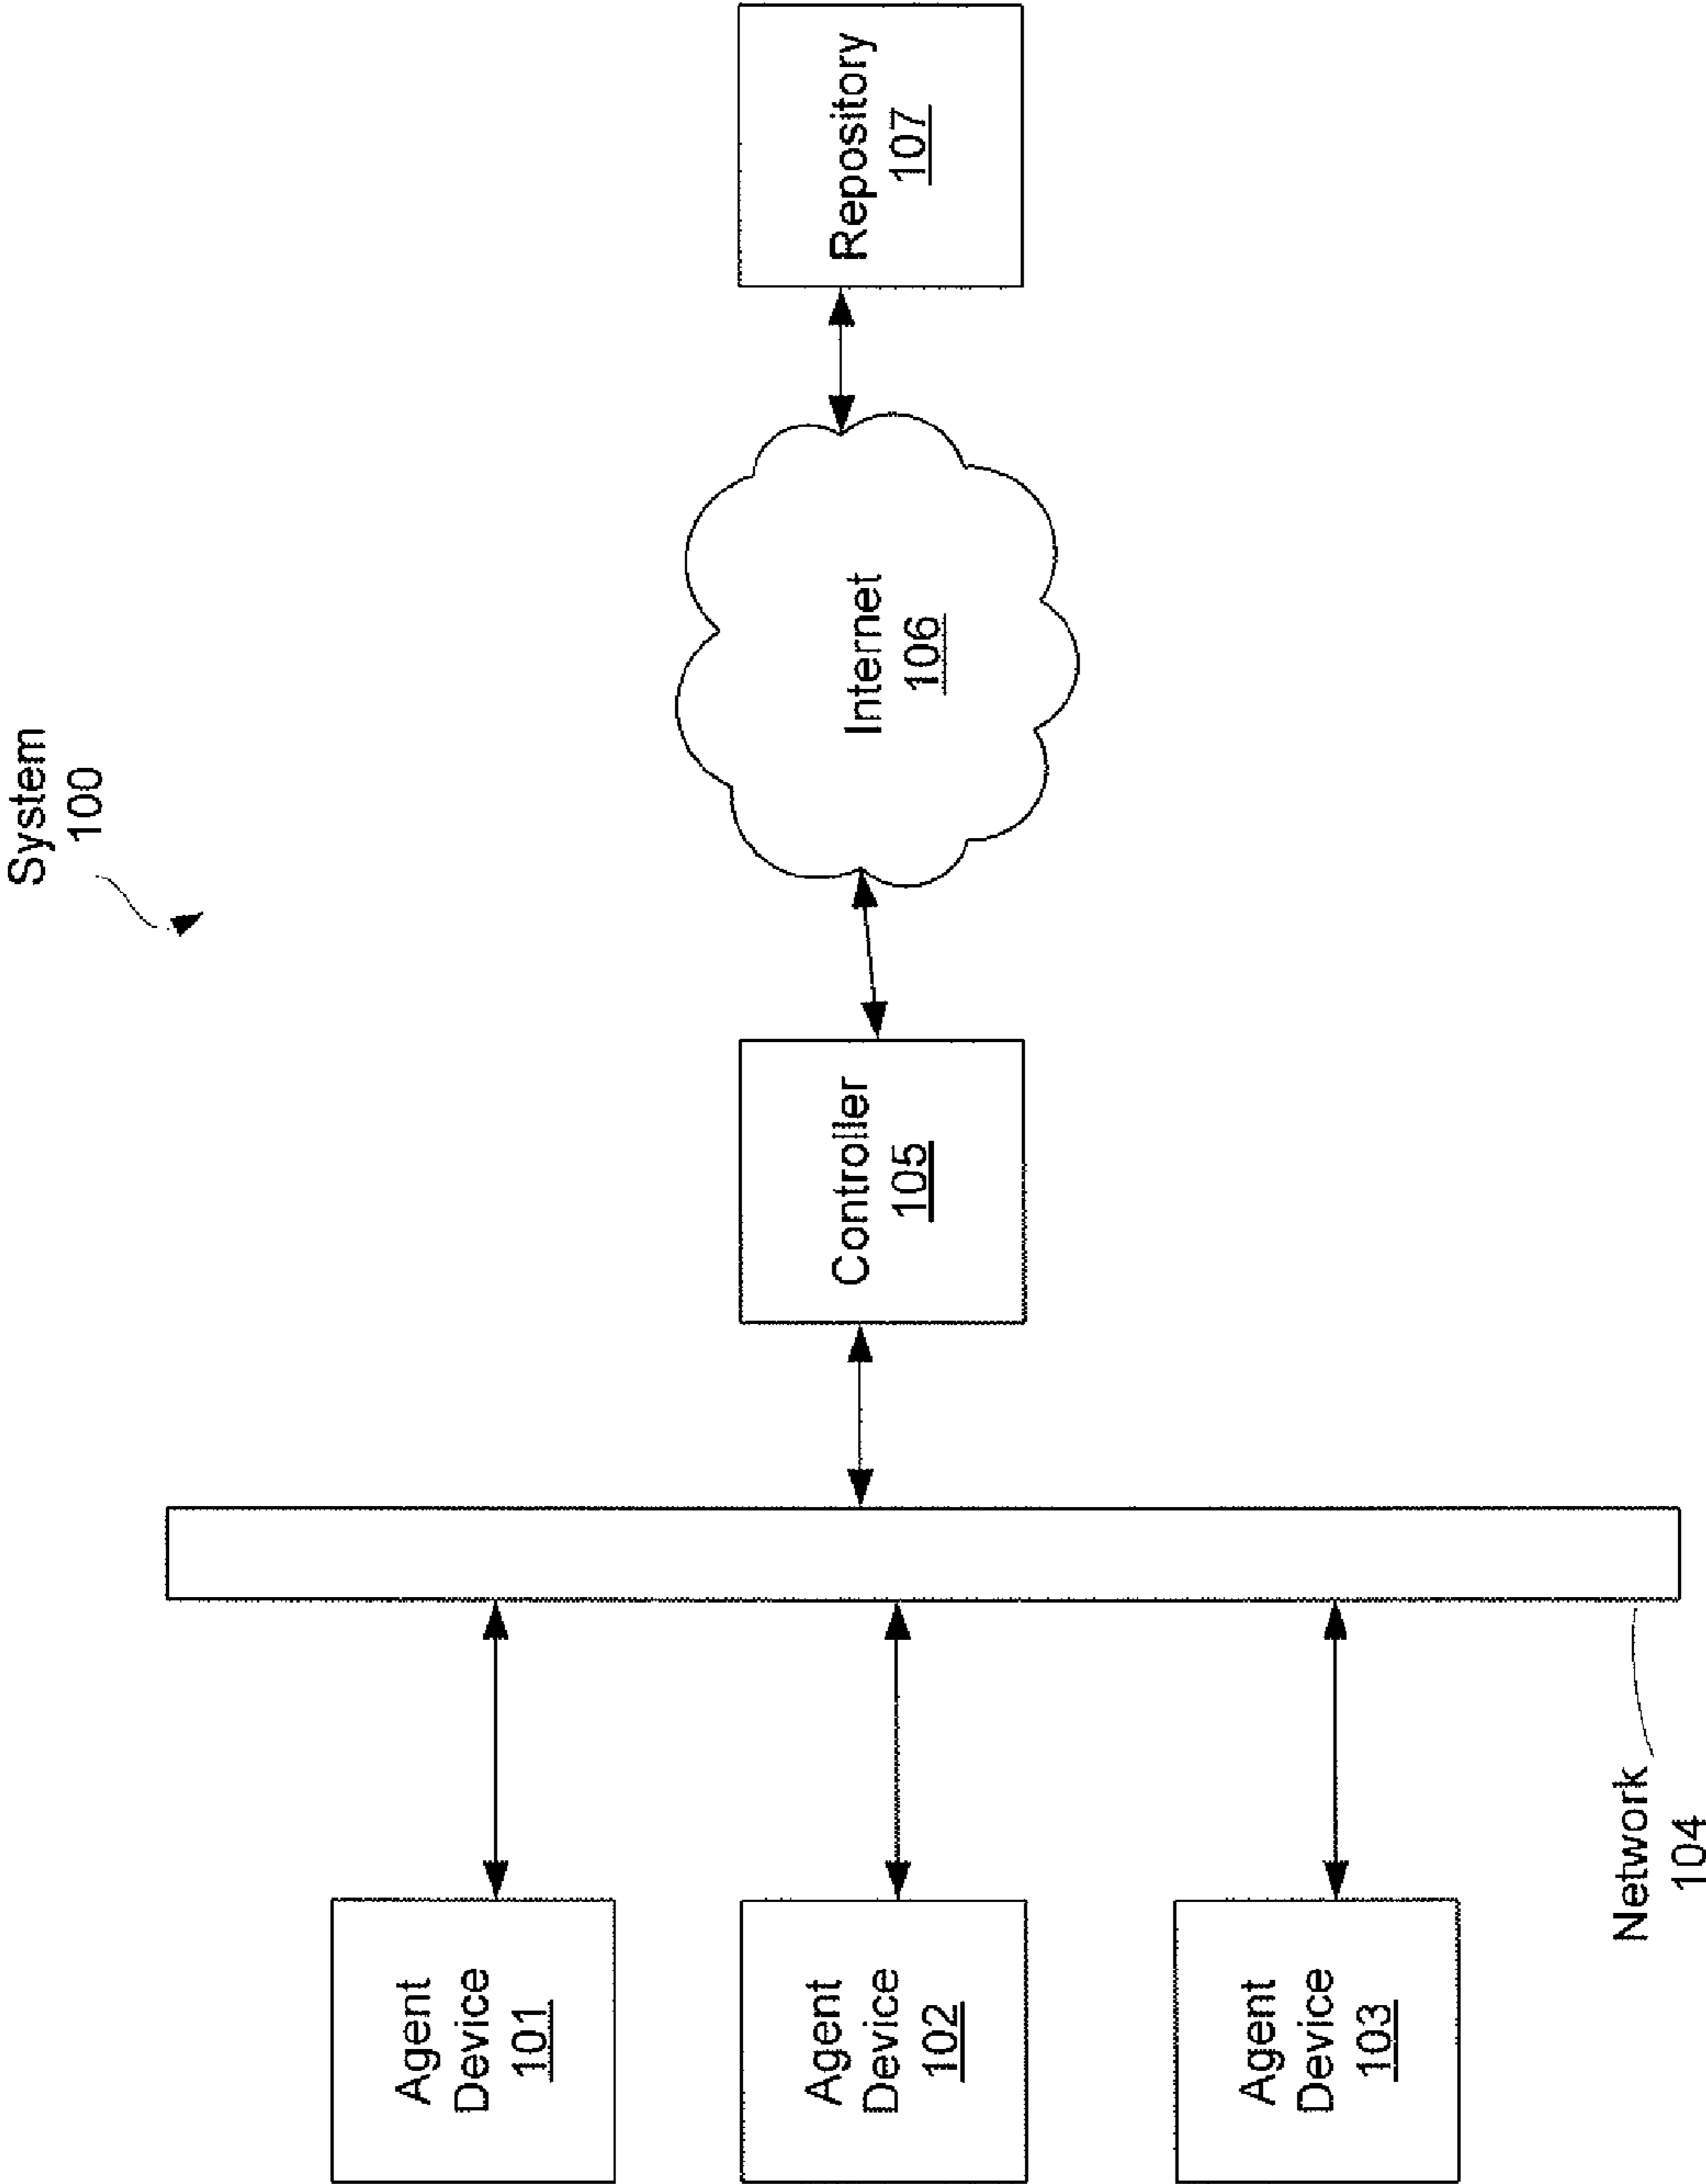 System
100
Agent
Device
101
Agent
Device
102
Agent
Device
103
Network
104
Controller
105
Internet
106
Repository
107